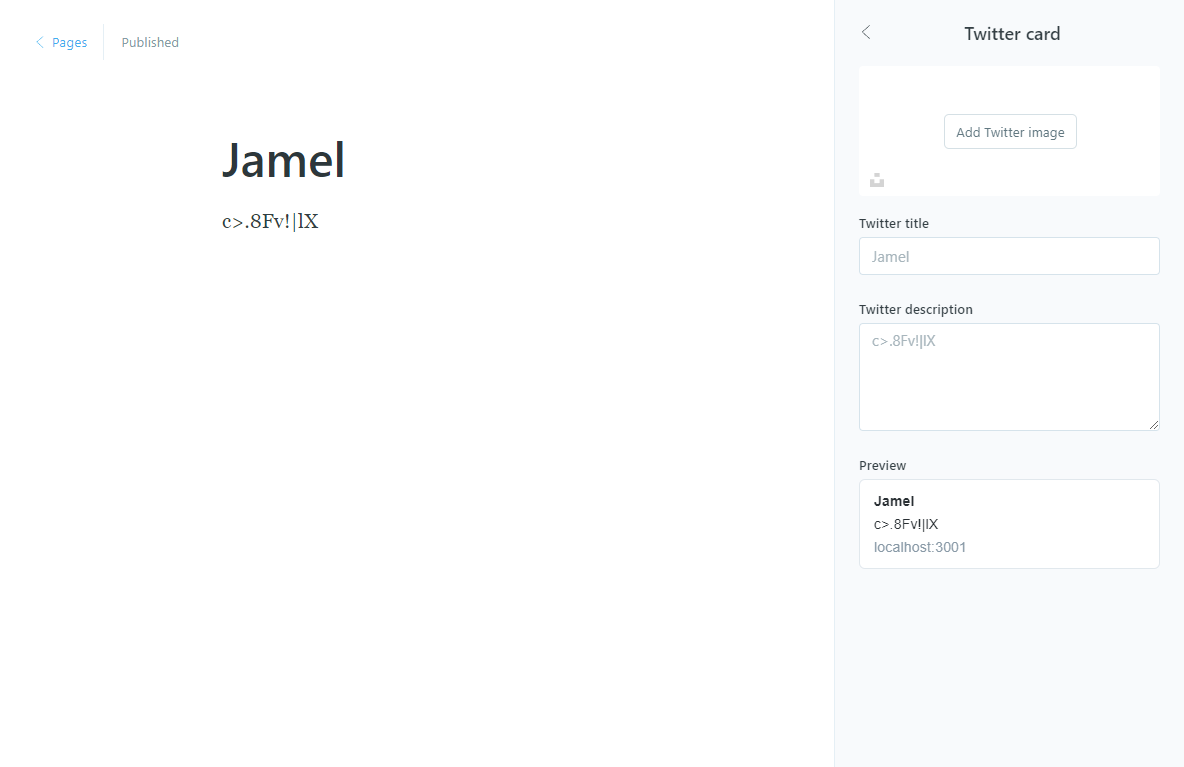 Pages
Published
Jamel
c>.8Fv!|lX
Twitter card
Add Twitter image
Twitter title
Jamel
Twitter description
c>.8Fv!|lX
Preview
Jamel
c>.8Fv!|lX
localhost:3001